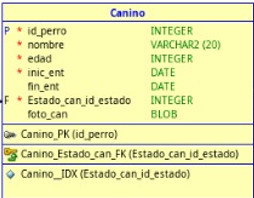 Canino
P * id_perro INTEGER
* nombre VARCHAR2 (20)
* edad INTEGER
* inic_ent DATE
fin_ent DATE
F * Estado_can_id_estado INTEGER
foto_can BLOB
Canino_PK (id_perro)
Canino_Estado_can_FK (Estado_can_id_estado)
Canino__IDX (Estado_can_id_estado)